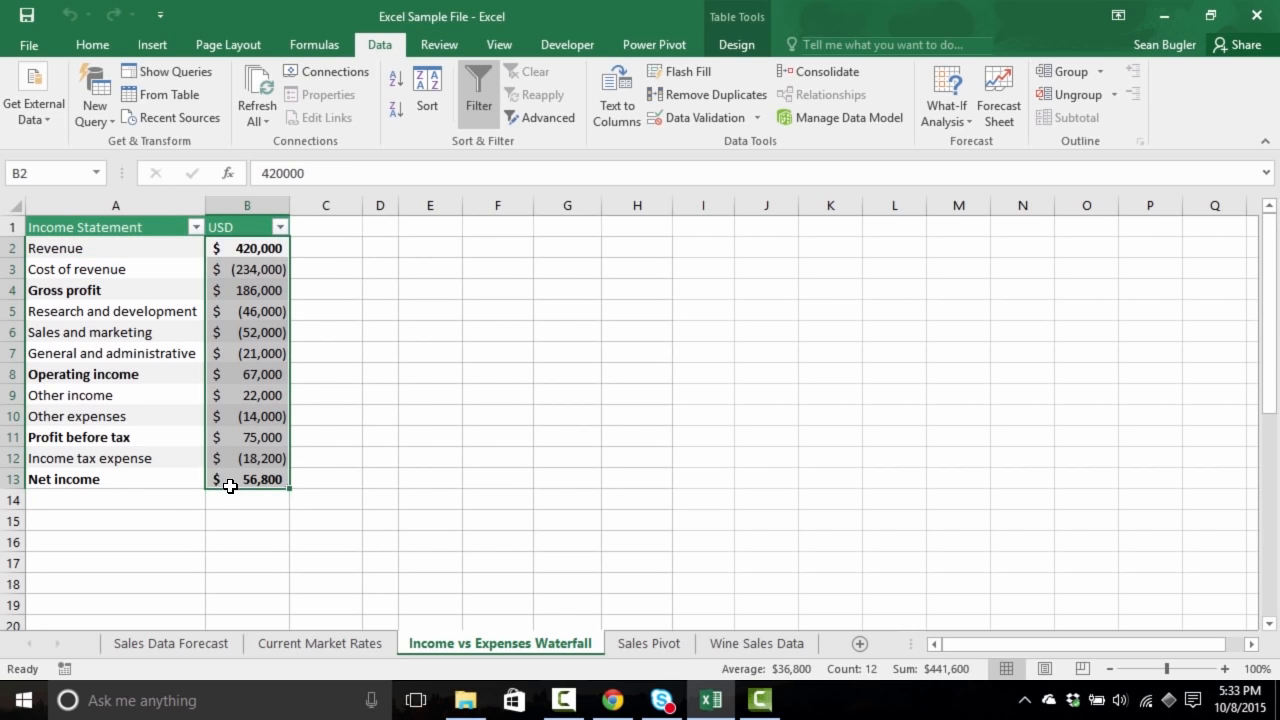 Excel Sample File - Excel
Table Tools
File Home Insert Page Layout Formulas Data Review View Developer Power Pivot Design Tell me what you want to do... Sean Bugler Share
Get External Data
New Query
Show Queries
From Table
Recent Sources
Get & Transform
Refresh All
Connections
Properties
Edit Links
Connections
Sort
Filter
Clear
Reapply
Advanced
Sort & Filter
Text to Columns
Flash Fill
Remove Duplicates
Data Validation
Consolidate
Relationships
Manage Data Model
Data Tools
What-If Analysis
Forecast Sheet
Forecast
Group
Ungroup
Subtotal
Outline
B2 fx 420000
A B C D E F G H I J K L M N O P Q
1 Income Statement USD
2 Revenue $ 420,000
3 Cost of revenue $ (234,000)
4 Gross profit $ 186,000
5 Research and development $ (46,000)
6 Sales and marketing $ (52,000)
7 General and administrative $ (21,000)
8 Operating income $ 67,000
9 Other income $ 22,000
10 Other expenses $ (14,000)
11 Profit before tax $ 75,000
12 Income tax expense $ (18,200)
13 Net income $ 56,800
14
15
16
17
18
19
20
Sales Data Forecast Current Market Rates Income vs Expenses Waterfall Sales Pivot Wine Sales Data
Ready Average: $36,800 Count: 12 Sum: $441,600 100%
Ask me anything
5:33 PM
10/8/2015